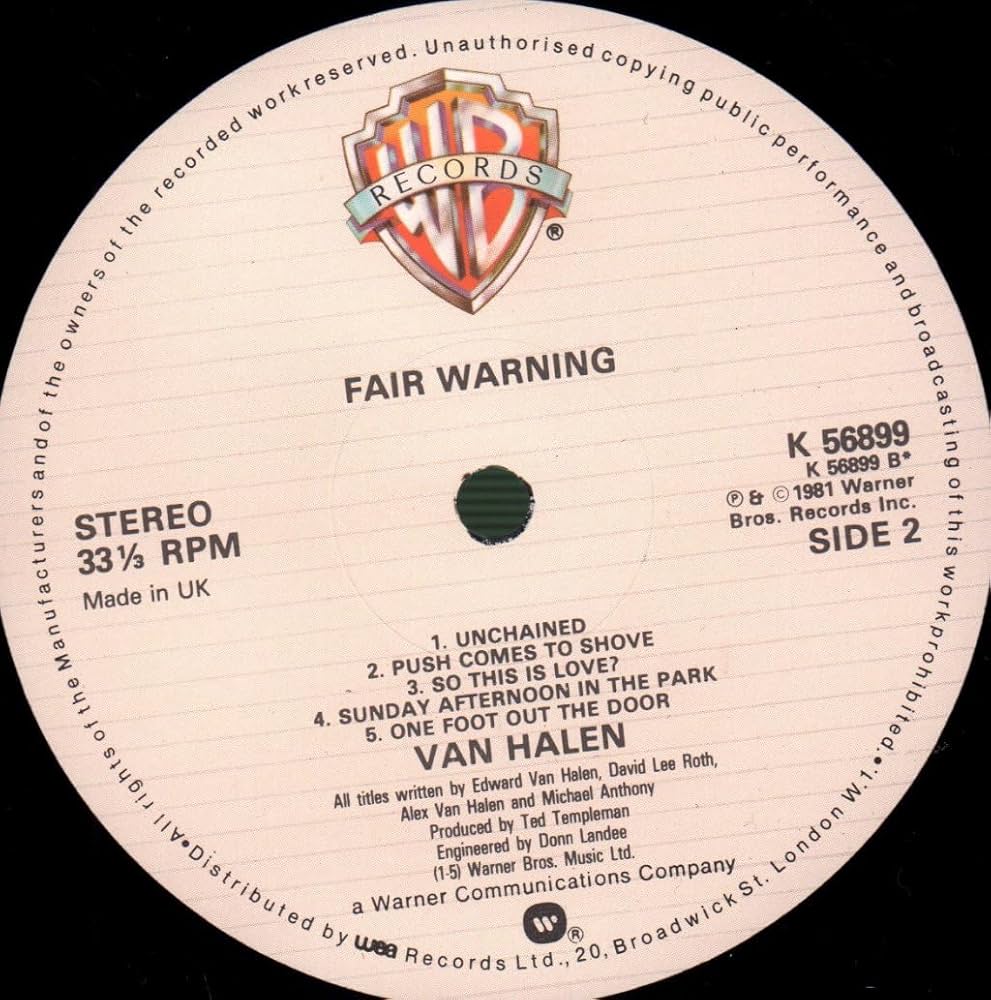 •All rights of the Manufacturers and of the owners of the recorded work reserved. Unauthorised copying public performance and broadcasting of this work prohibited.•
WB
RECORDS
®
FAIR WARNING
K 56899
K 56899 B*
℗ & © 1981 Warner
Bros. Records Inc.
SIDE 2
STEREO
33⅓ RPM
Made in UK
1. UNCHAINED
2. PUSH COMES TO SHOVE
3. SO THIS IS LOVE?
4. SUNDAY AFTERNOON IN THE PARK
5. ONE FOOT OUT THE DOOR
VAN HALEN
All titles written by Edward Van Halen, David Lee Roth,
Alex Van Halen and Michael Anthony
Produced by Ted Templeman
Engineered by Donn Landee
(1-5) Warner Bros. Music Ltd.
a Warner Communications Company
®
Distributed by wea Records Ltd., 20, Broadwick St. London W.1.